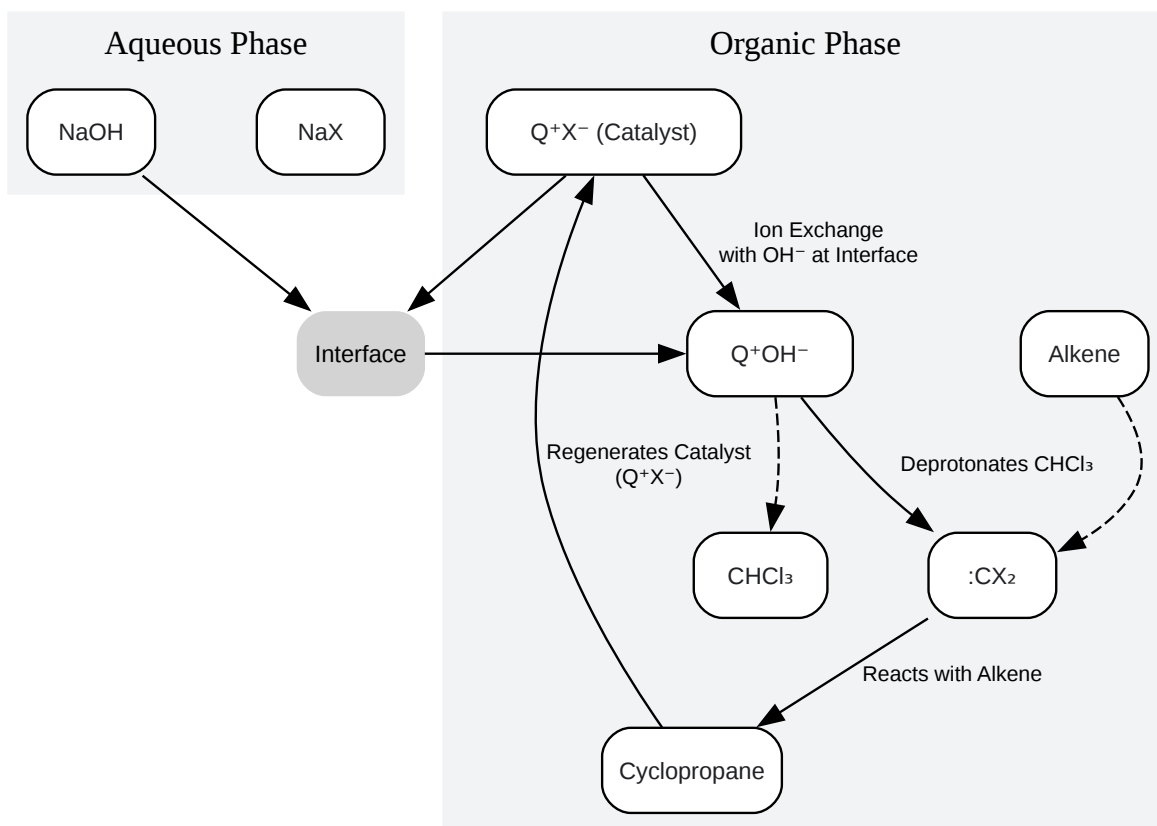 Aqueous Phase
Organic Phase
NaOH
NaX
Q⁺X⁻ (Catalyst)
Ion Exchange
with OH⁻ at Interface
Interface
Q⁺OH⁻
Alkene
Regenerates Catalyst
(Q⁺X⁻)
Deprotonates CHCl₃
CHCl₃
:CX₂
Reacts with Alkene
Cyclopropane